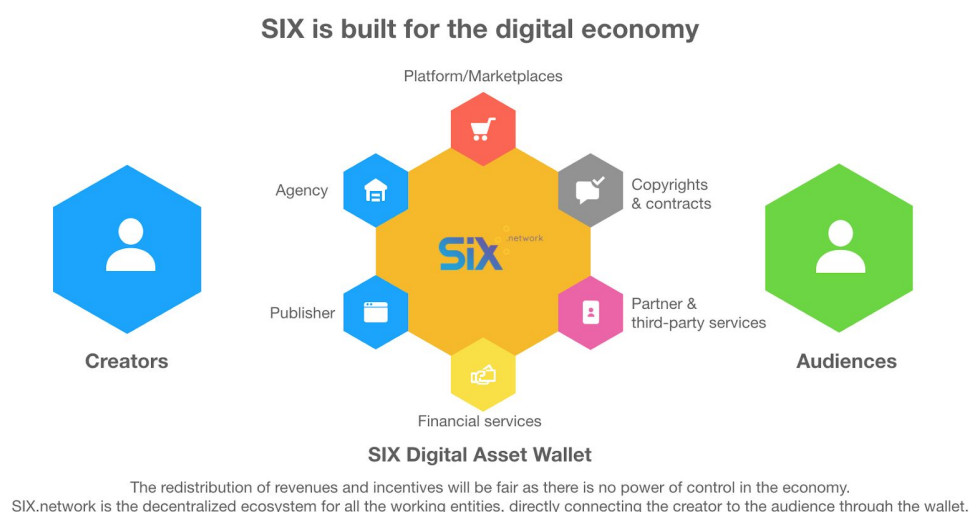 SIX is built for the digital economy
Platform/Marketplaces
Agency
Copyrights
& contracts
SiX
.network
Publisher
Partner &
third-party services
Creators
Audiences
Financial services
SIX Digital Asset Wallet
The redistribution of revenues and incentives will be fair as there is no power of control in the economy.
SIX.network is the decentralized ecosystem for all the working entities, directly connecting the creator to the audience through the wallet.